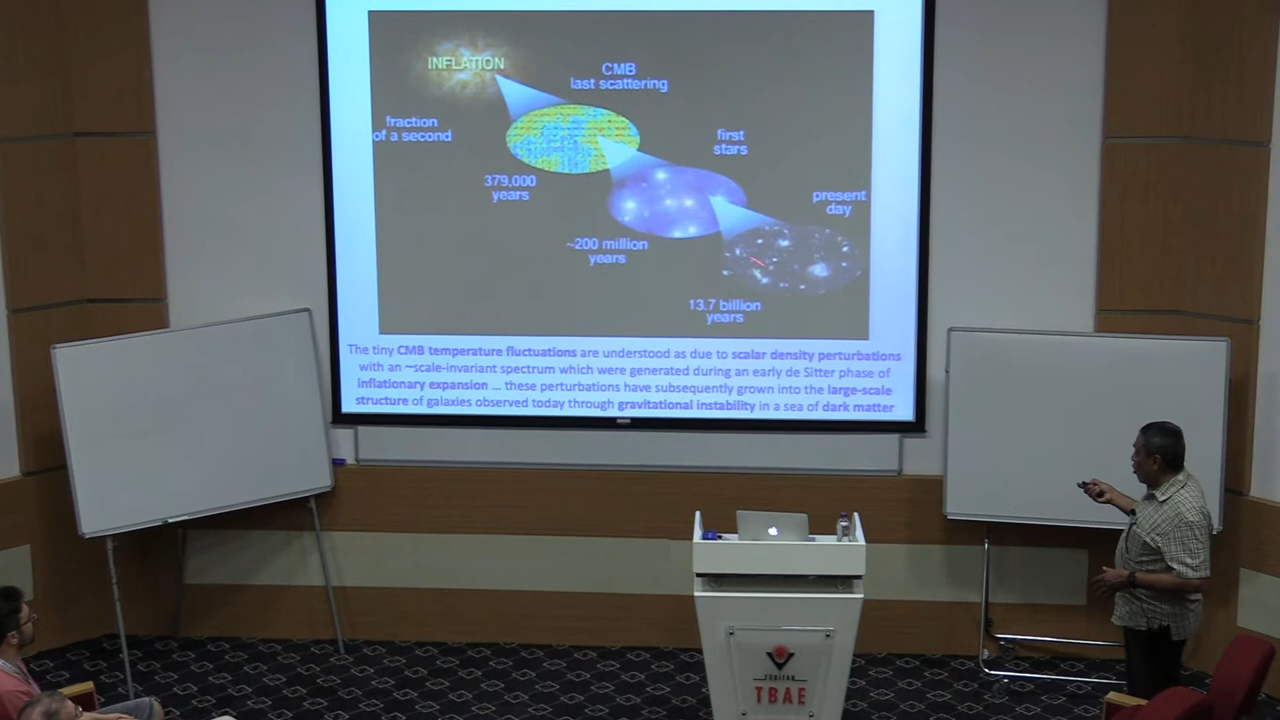 INFLATION
CMB
last scattering
fraction
of a second
first
stars
379,000
years
present
day
~200 million
years
13.7 billion
years
The tiny CMB temperature fluctuations are understood as due to scalar density perturbations
with an ~scale-invariant spectrum which were generated during an early de Sitter phase of
inflationary expansion ... these perturbations have subsequently grown into the large-scale
structure of galaxies observed today through gravitational instability in a sea of dark matter
TÜBİTAK
TBAE